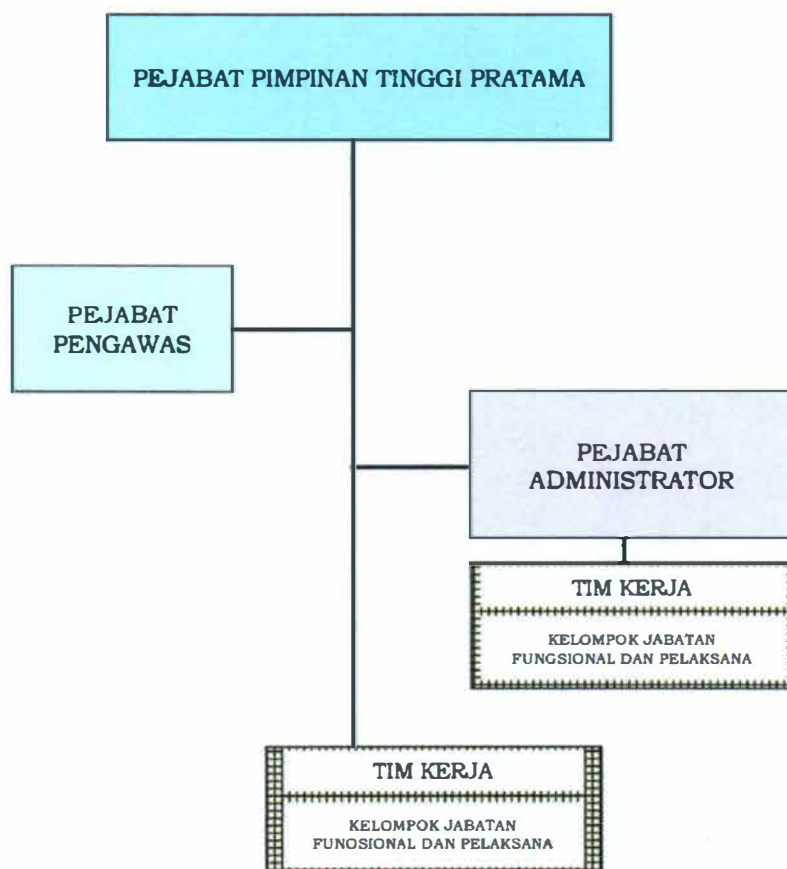 PEJABAT PIMPINAN TINGGI PRATAMA
PEJABAT
PENGAWAS
PEJABAT
ADMINISTRATOR
TIM KERJA
KELOMPOK JABATAN
FUNGSIONAL DAN PELAKSANA
TIM KERJA
KELOMPOK JABATAN
FUNOSIONAL DAN PELAKSANA